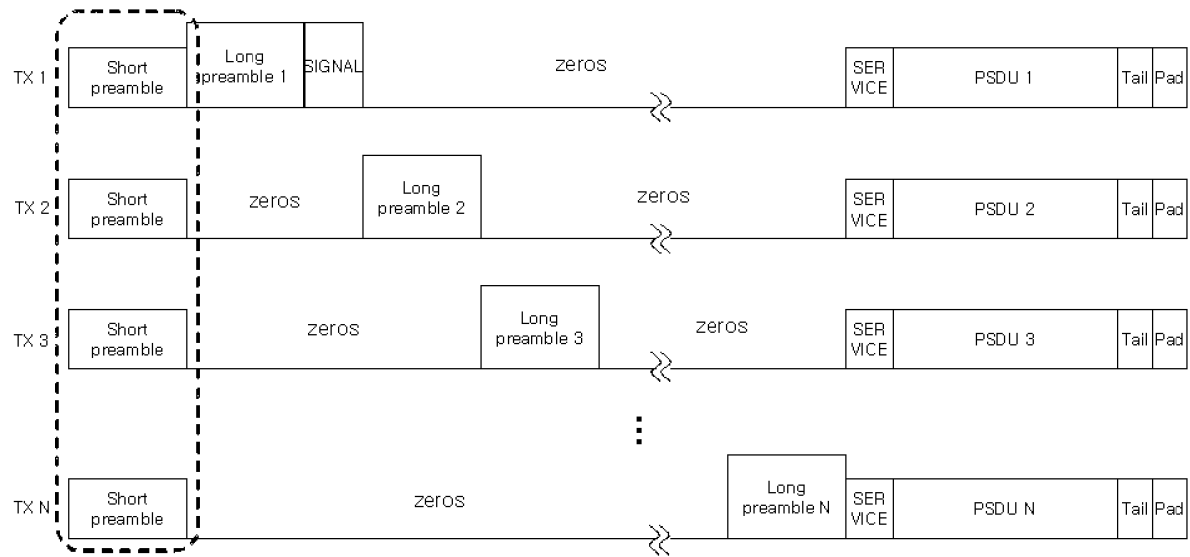 TX 1
Short
preamble
Long
preamble 1
SIGNAL
zeros
SER
VICE
PSDU 1
Tail
Pad
TX 2
Short
preamble
zeros
Long
preamble 2
zeros
SER
VICE
PSDU 2
Tail
Pad
TX 3
Short
preamble
zeros
Long
preamble 3
zeros
SER
VICE
PSDU 3
Tail
Pad
TX N
Short
preamble
zeros
Long
preamble N
SER
VICE
PSDU N
Tail
Pad